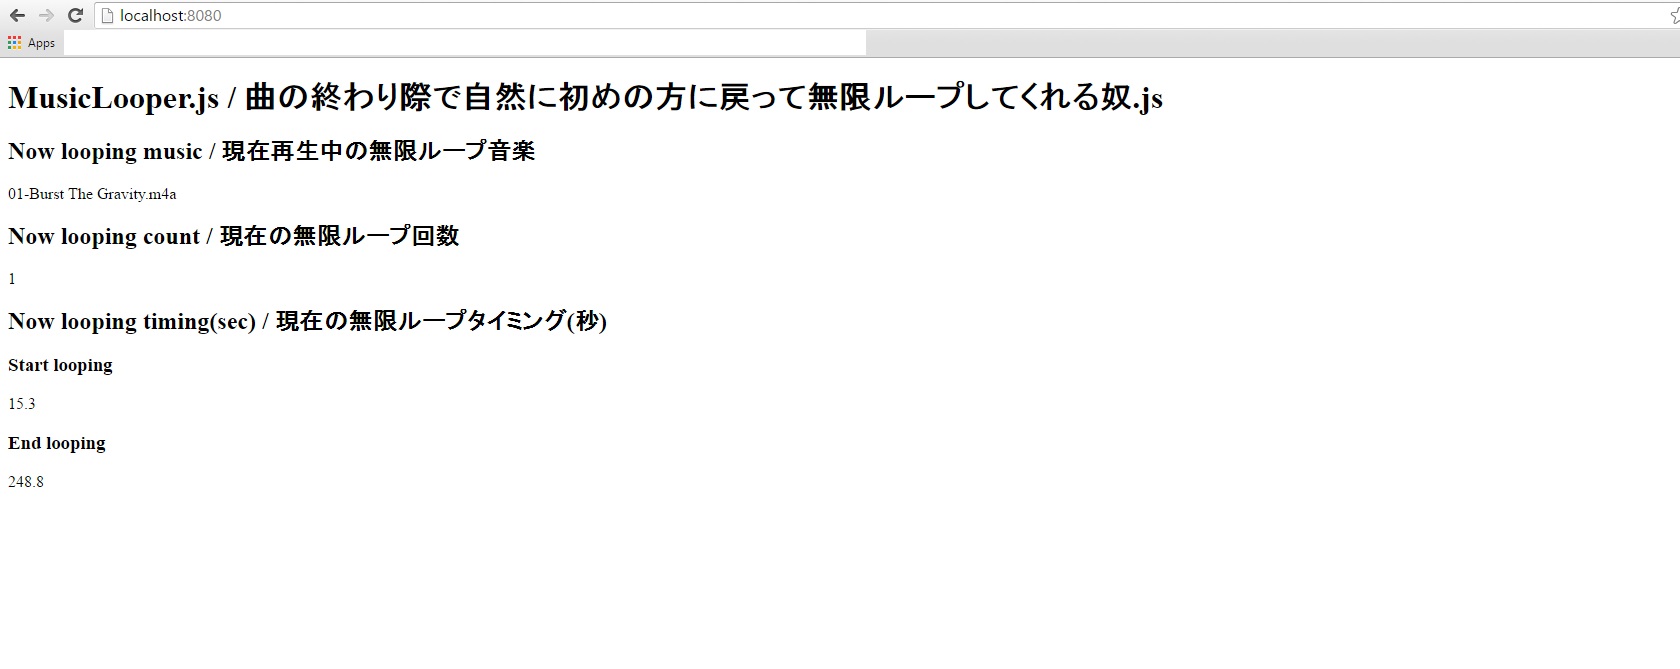 localhost:8080
Apps
MusicLooper.js / 曲の終わり際で自然に初めの方に戻って無限ループしてくれる奴.js
Now looping music / 現在再生中の無限ループ音楽
01-Burst The Gravity.m4a
Now looping count / 現在の無限ループ回数
1
Now looping timing(sec) / 現在の無限ループタイミング(秒)
Start looping
15.3
End looping
248.8